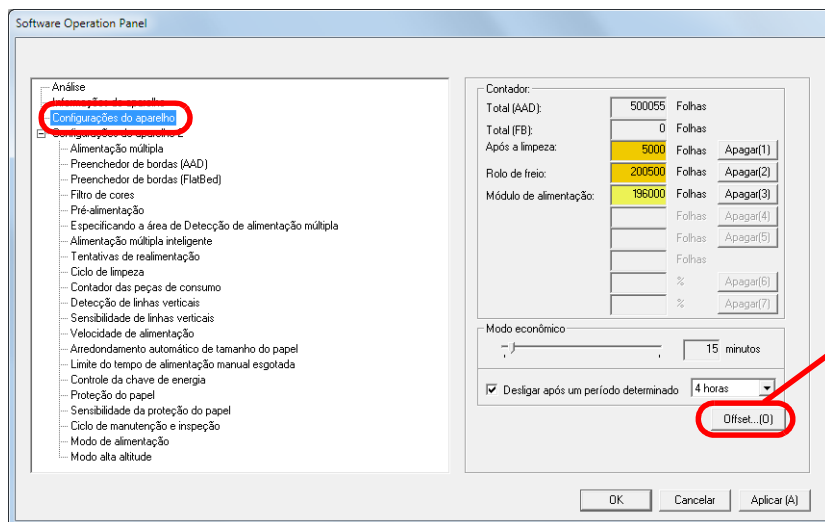 Software Operation Panel
Análise
Informações do aparelho
Configurações do aparelho
Configurações do aparelho 2
Alimentação múltipla
Preenchedor de bordas (AAD)
Preenchedor de bordas (FlatBed)
Filtro de cores
Pré-alimentação
Especificando a área de Detecção de alimentação múltipla
Alimentação múltipla inteligente
Tentativas de realimentação
Ciclo de limpeza
Contador das peças de consumo
Detecção de linhas verticais
Sensibilidade de linhas verticais
Velocidade de alimentação
Arredondamento automático de tamanho do papel
Limite do tempo de alimentação manual esgotada
Controle da chave de energia
Proteção do papel
Sensibilidade da proteção do papel
Ciclo de manutenção e inspeção
Modo de alimentação
Modo alta altitude
Contador:
Total (AAD): 500055 Folhas
Total (FB): 0 Folhas
Após a limpeza: 5000 Folhas Apagar(1)
Rolo de freio: 200500 Folhas Apagar(2)
Módulo de alimentação: 196000 Folhas Apagar(3)
Folhas Apagar(4)
Folhas Apagar(5)
Folhas
% Apagar(6)
% Apagar(7)
Modo econômico
15 minutos
Desligar após um período determinado 4 horas
Offset...(O)
OK Cancelar Aplicar (A)